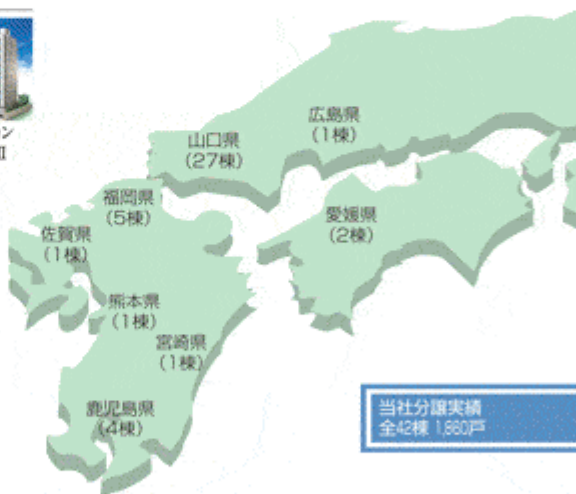 ン
II
広島県
(1棟)
山口県
(27棟)
福岡県
(5棟)
愛媛県
(2棟)
佐賀県
(1棟)
熊本県
(1棟)
宮崎県
(1棟)
鹿児島県
(4棟)
当社分譲実績
全42棟 1,860戸